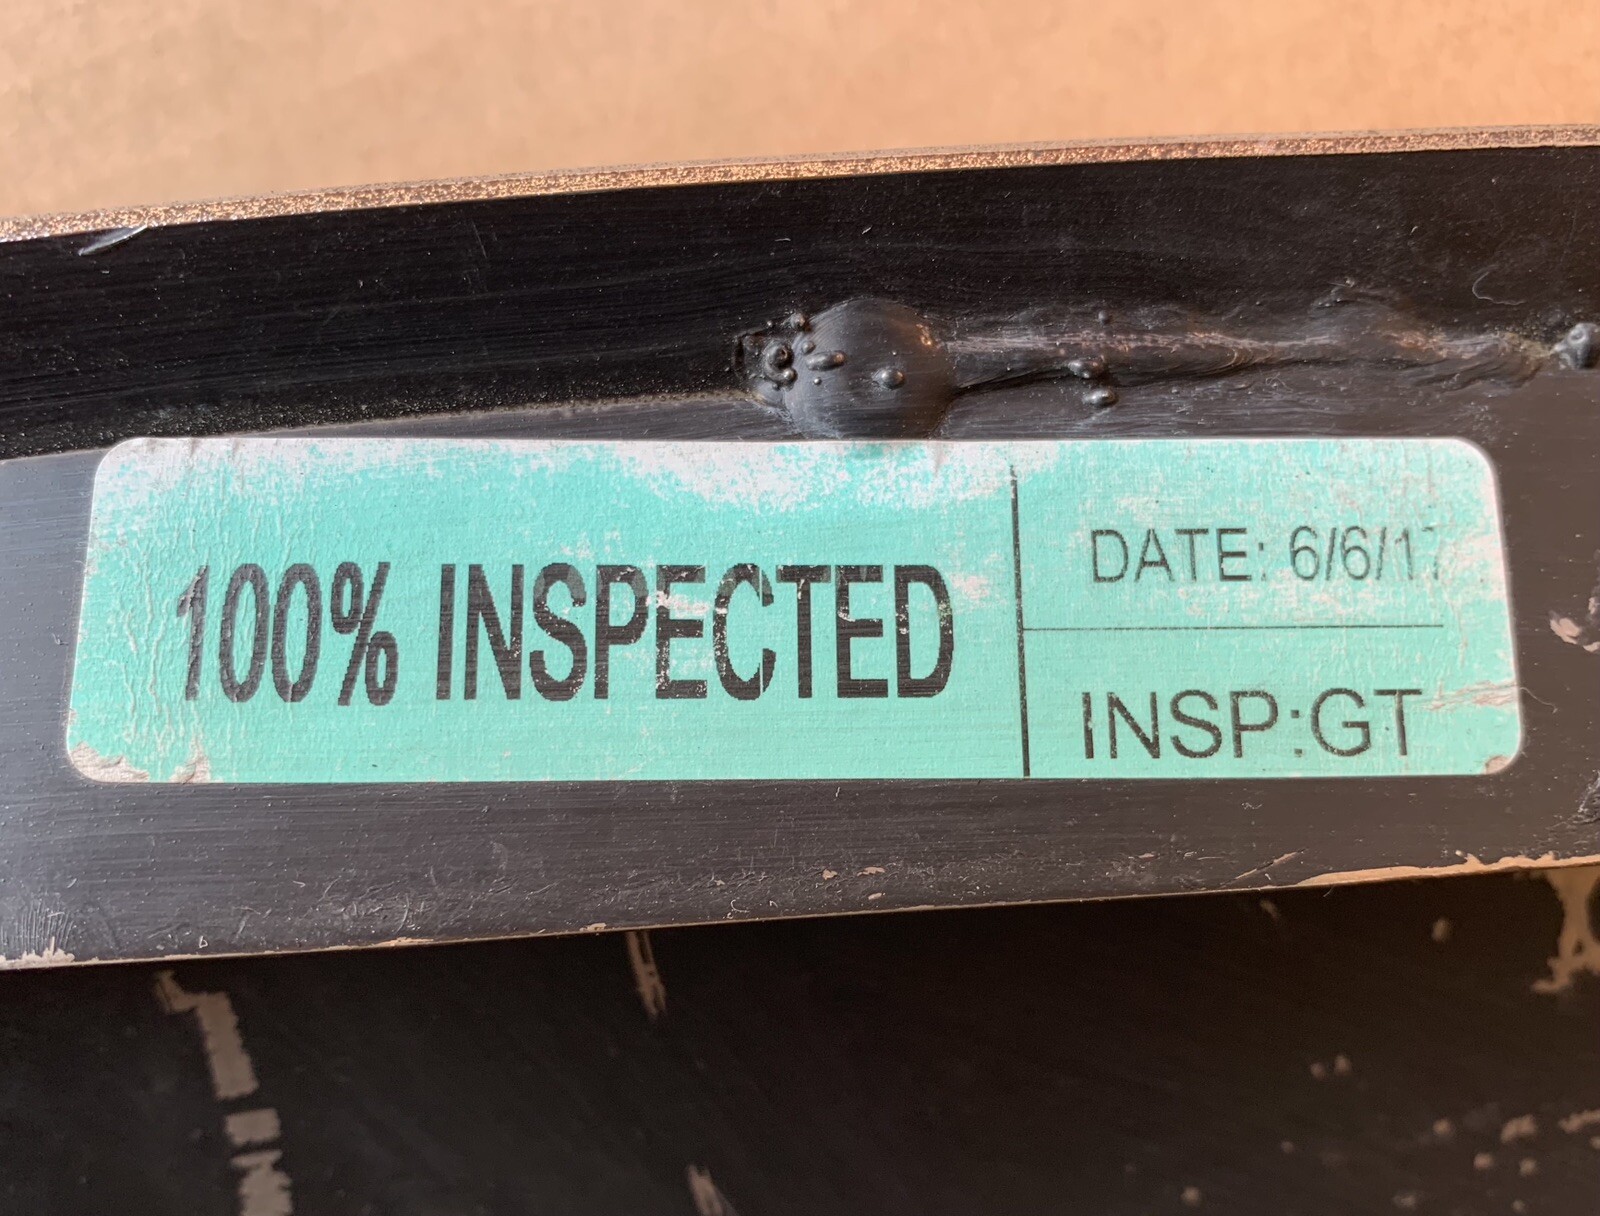 100% INSPECTED
DATE: 6/6/17
INSP:GT